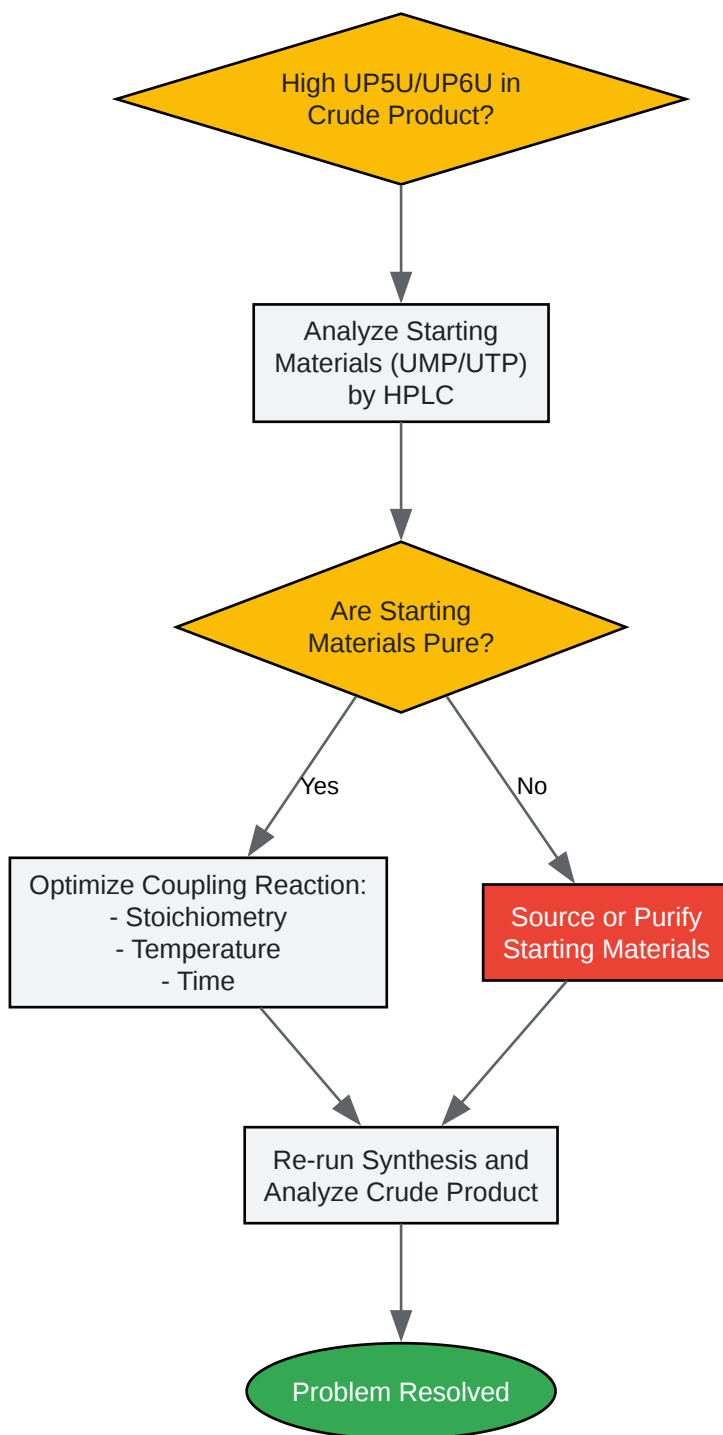 High UP5U/UP6U in
Crude Product?
Analyze Starting
Materials (UMP/UTP)
by HPLC
Are Starting
Materials Pure?
Yes
No
Optimize Coupling Reaction:
- Stoichiometry
- Temperature
- Time
Source or Purify
Starting Materials
Re-run Synthesis and
Analyze Crude Product
Problem Resolved